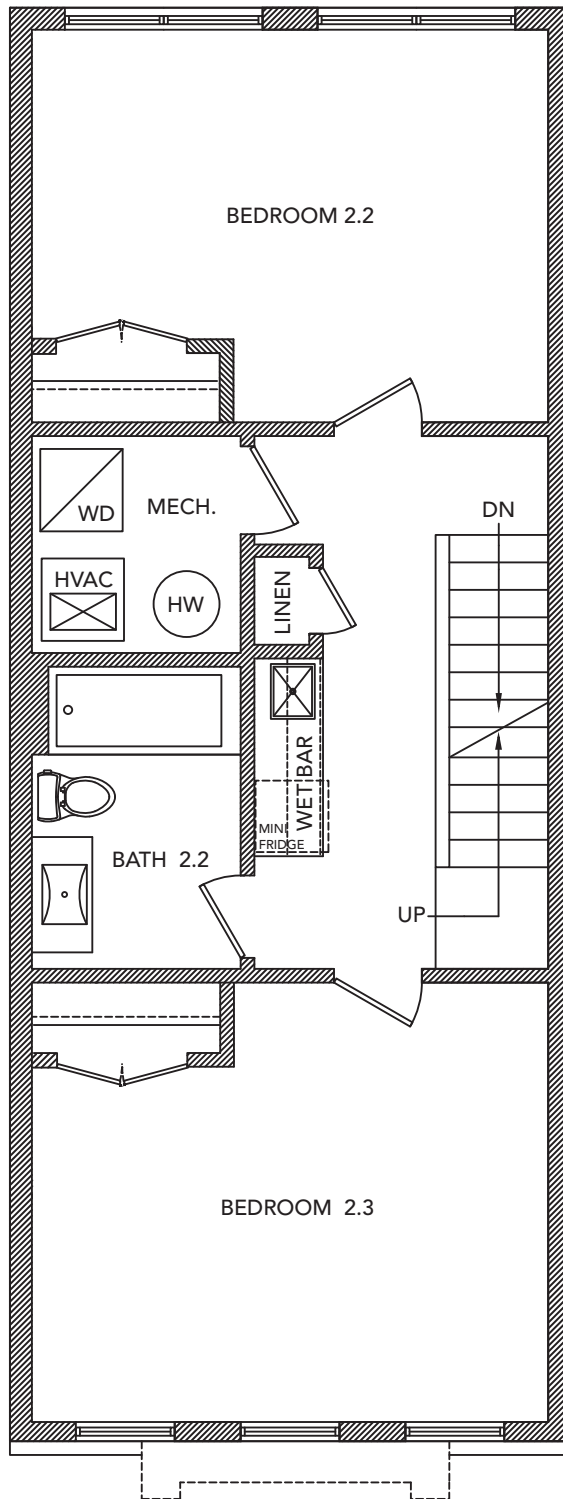 BEDROOM 2.2
WD
MECH.
DN
HVAC
HW
LINEN
WET BAR
MINI
FRIDGE
BATH 2.2
UP
BEDROOM 2.3